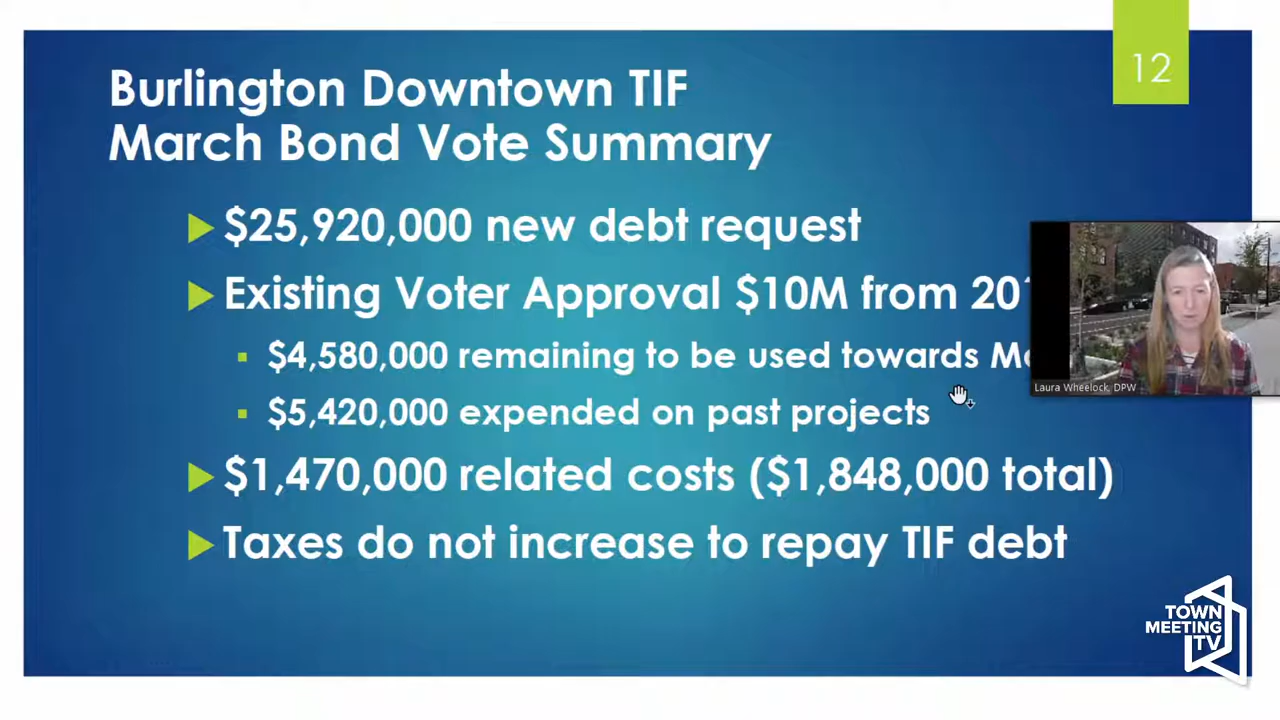 12
Burlington Downtown TIF
March Bond Vote Summary
$25,920,000 new debt request
Existing Voter Approval $10M from
$4,580,000 remaining to be used towards
$5,420,000 expended on past projects
$1,470,000 related costs ($1,848,000 total)
Taxes do not increase to repay TIF debt
Laura Wheelock, DPW
TOWN
MEETING
TV